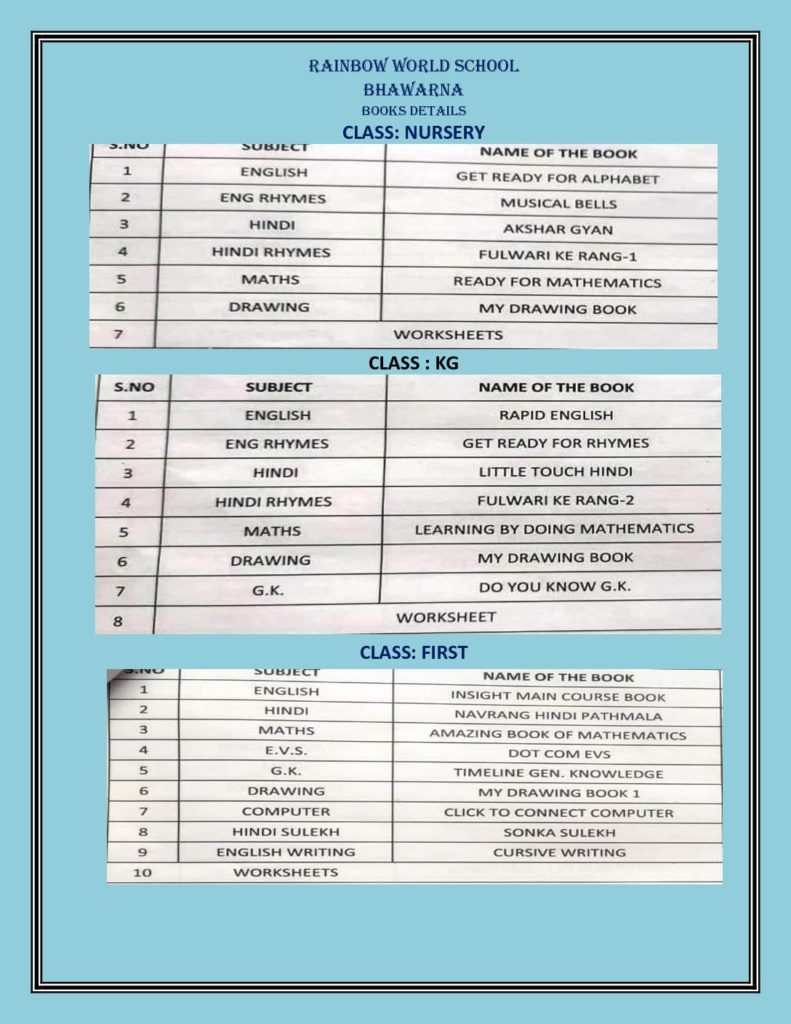 RAINBOW WORLD SCHOOL
BHAWARNA
BOOKS DETAILS
CLASS: NURSERY
S.NO SUBJECT NAME OF THE BOOK
1 ENGLISH GET READY FOR ALPHABET
2 ENG RHYMES MUSICAL BELLS
3 HINDI AKSHAR GYAN
4 HINDI RHYMES FULWARI KE RANG-1
5 MATHS READY FOR MATHEMATICS
6 DRAWING MY DRAWING BOOK
7 WORKSHEETS
CLASS : KG
S.NO SUBJECT NAME OF THE BOOK
1 ENGLISH RAPID ENGLISH
2 ENG RHYMES GET READY FOR RHYMES
3 HINDI LITTLE TOUCH HINDI
4 HINDI RHYMES FULWARI KE RANG-2
5 MATHS LEARNING BY DOING MATHEMATICS
6 DRAWING MY DRAWING BOOK
7 G.K. DO YOU KNOW G.K.
8 WORKSHEET
CLASS: FIRST
S.NO SUBJECT NAME OF THE BOOK
1 ENGLISH INSIGHT MAIN COURSE BOOK
2 HINDI NAVRANG HINDI PATHMALA
3 MATHS AMAZING BOOK OF MATHEMATICS
4 E.V.S. DOT COM EVS
5 G.K. TIMELINE GEN. KNOWLEDGE
6 DRAWING MY DRAWING BOOK 1
7 COMPUTER CLICK TO CONNECT COMPUTER
8 HINDI SULEKH SONKA SULEKH
9 ENGLISH WRITING CURSIVE WRITING
10 WORKSHEETS